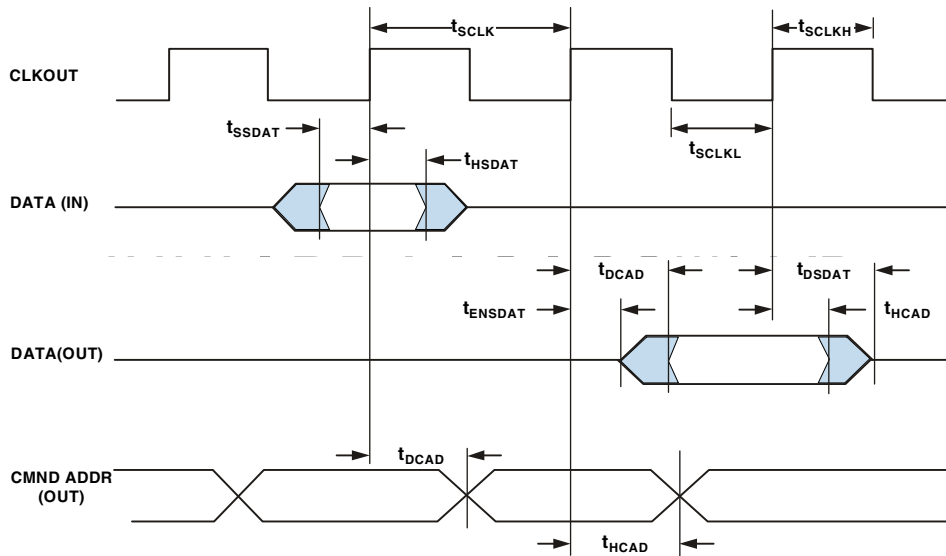 tSCLK
tSCLKH
CLKOUT
tSSDAT
tHSDAT
tSCLKL
DATA (IN)
tDCAD
tDSDAT
tENSDAT
tHCAD
DATA(OUT)
tDCAD
CMND ADDR
(OUT)
tHCAD